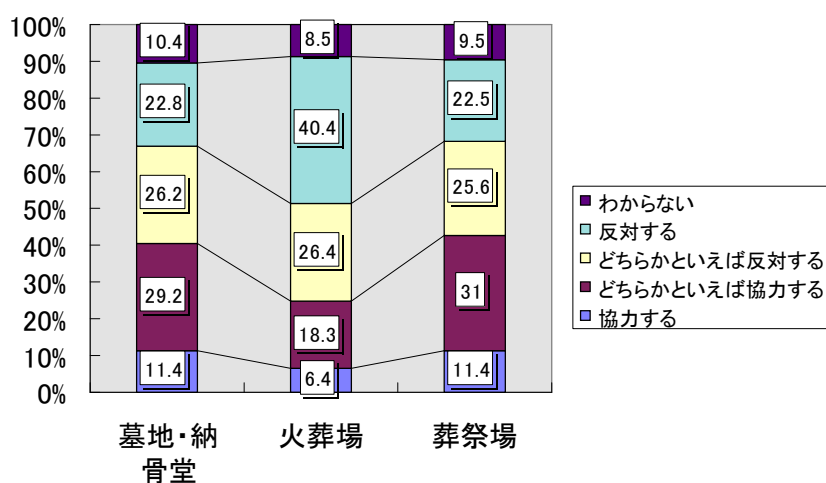 100%
90%
80%
70%
60%
50%
40%
30%
20%
10%
0%
10.4
22.8
26.2
29.2
11.4
8.5
40.4
26.4
18.3
6.4
9.5
22.5
25.6
31
11.4
墓地・納
骨堂
火葬場
葬祭場
わからない
反対する
どちらかといえば反対する
どちらかといえば協力する
協力する